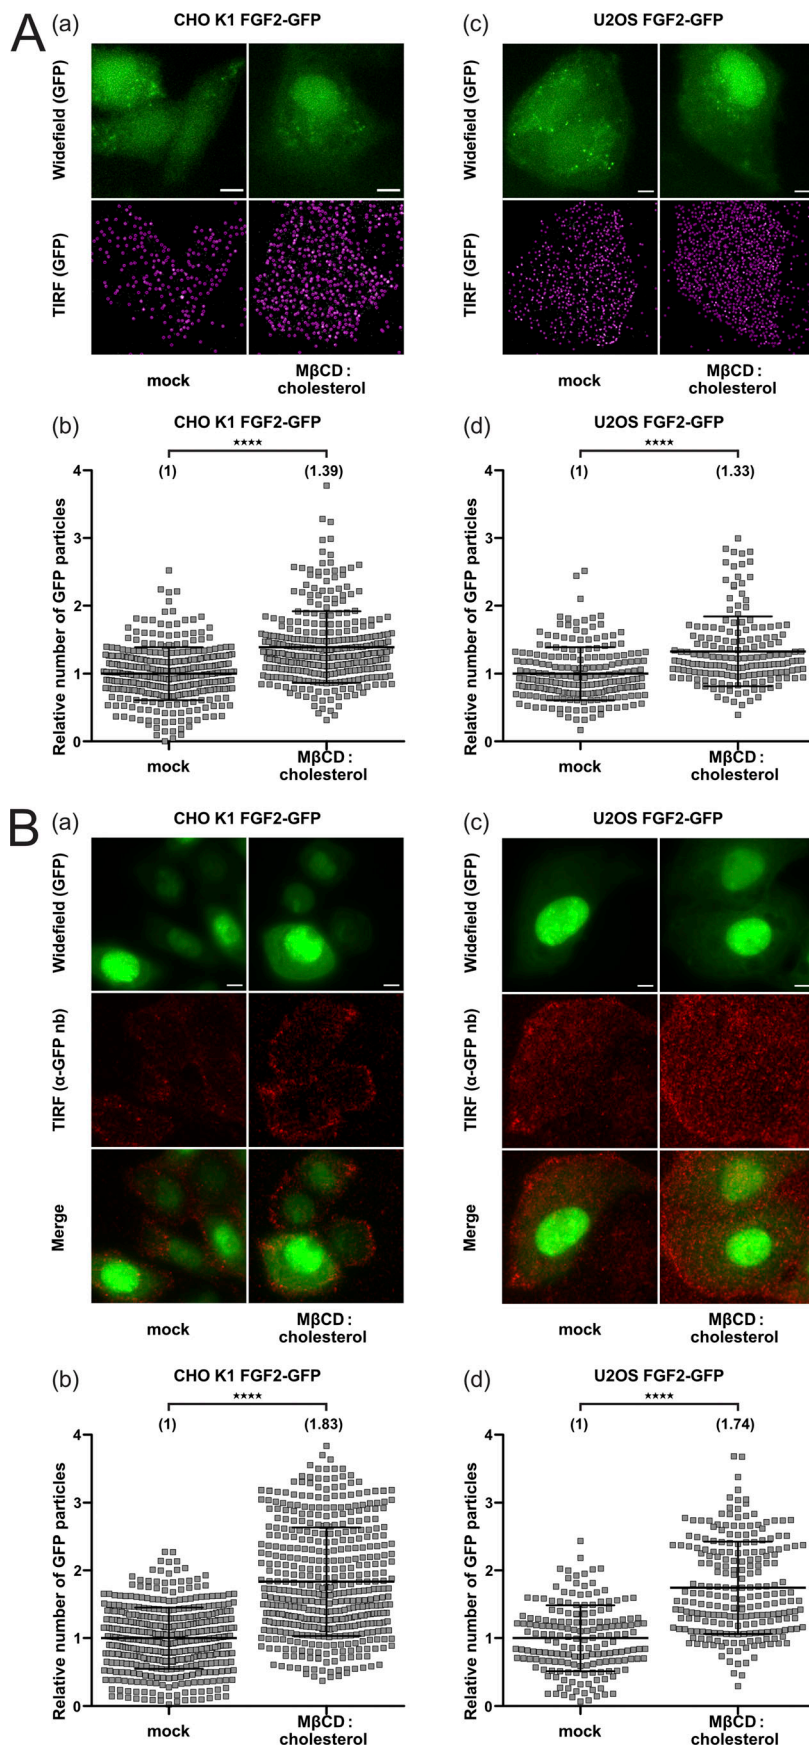 A
(a)
CHO K1 FGF2-GFP
(c)
U2OS FGF2-GFP
Widefield (GFP)
Widefield (GFP)
TIRF (GFP)
TIRF (GFP)
mock
MβCD :
cholesterol
mock
MβCD :
cholesterol
(b)
CHO K1 FGF2-GFP
★★★★
(1)
(1.39)
Relative number of GFP particles
4
3
2
1
0
mock
MβCD :
cholesterol
(d)
U2OS FGF2-GFP
★★★★
(1)
(1.33)
Relative number of GFP particles
4
3
2
1
0
mock
MβCD :
cholesterol
B
(a)
CHO K1 FGF2-GFP
(c)
U2OS FGF2-GFP
Widefield (GFP)
Widefield (GFP)
TIRF (α-GFP nb)
TIRF (α-GFP nb)
Merge
Merge
mock
MβCD :
cholesterol
mock
MβCD :
cholesterol
(b)
CHO K1 FGF2-GFP
★★★★
(1)
(1.83)
Relative number of GFP particles
4
3
2
1
0
mock
MβCD :
cholesterol
(d)
U2OS FGF2-GFP
★★★★
(1)
(1.74)
Relative number of GFP particles
4
3
2
1
0
mock
MβCD :
cholesterol